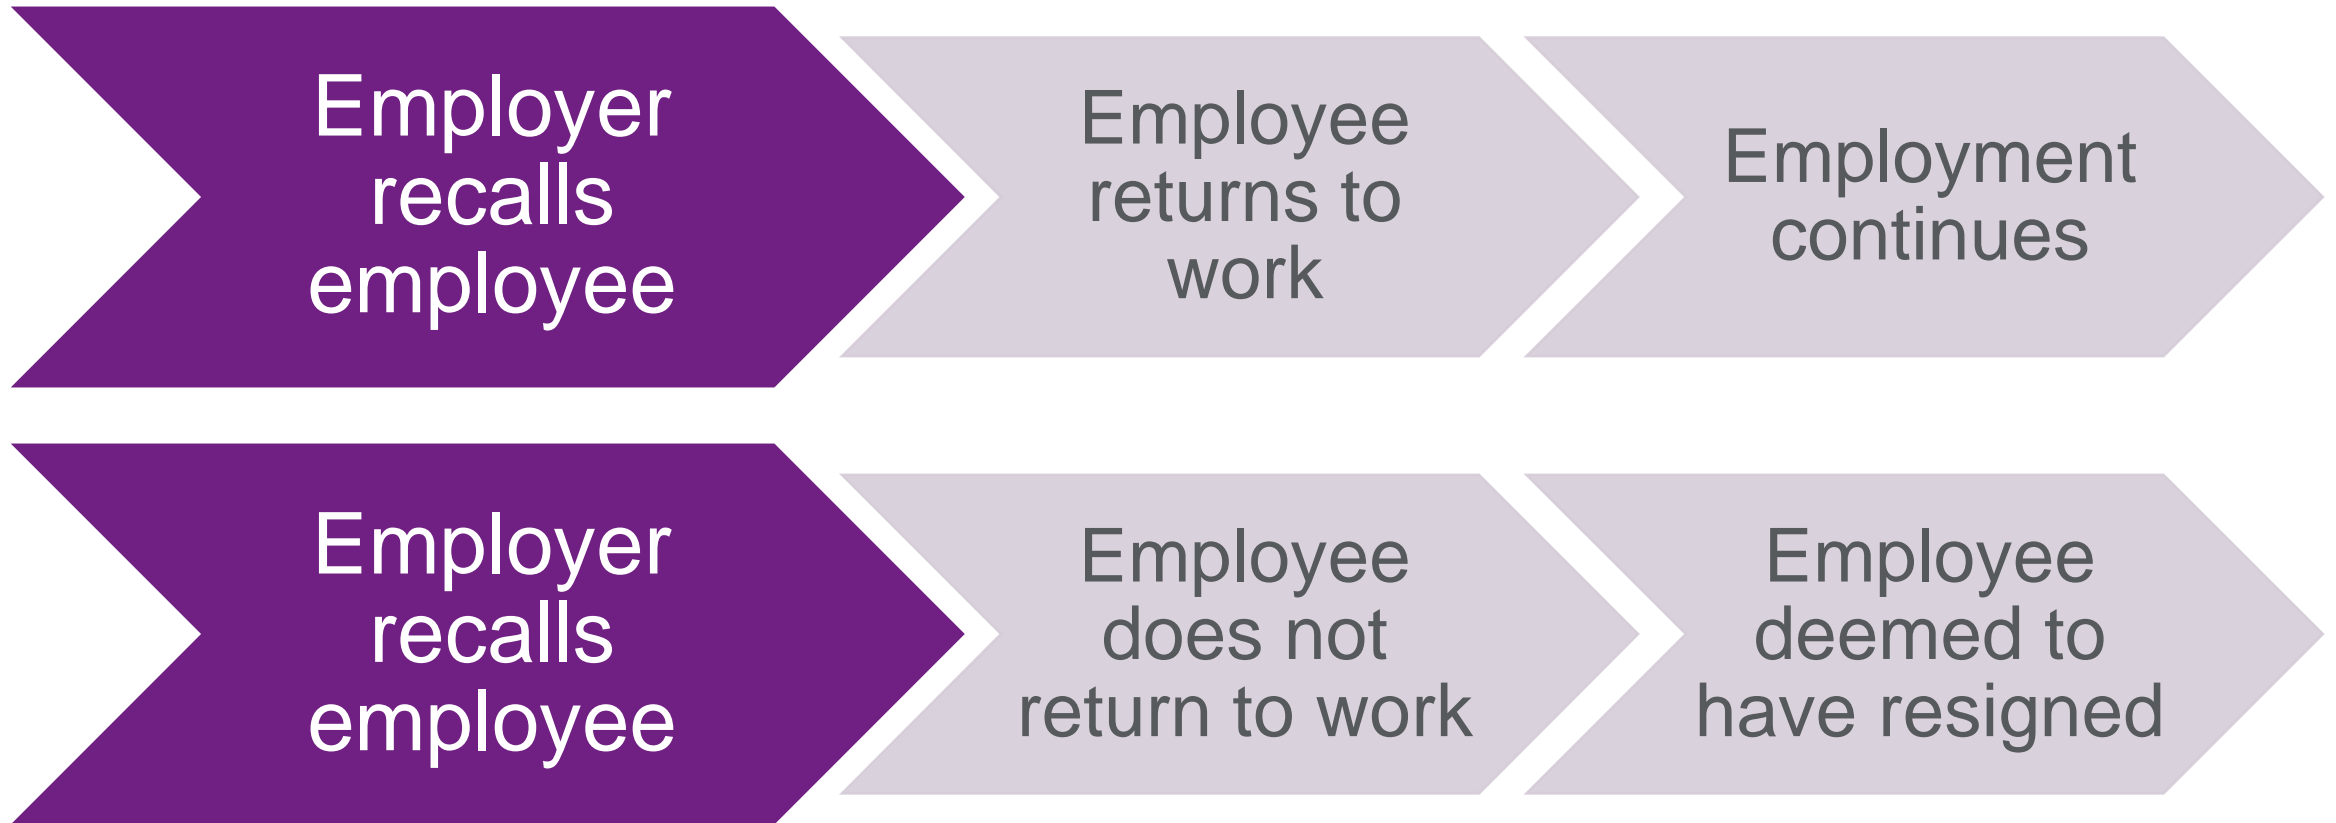 Employer
recalls
employee
Employee
returns to
work
Employment
continues
Employer
recalls
employee
Employee
does not
return to work
Employee
deemed to
have resigned